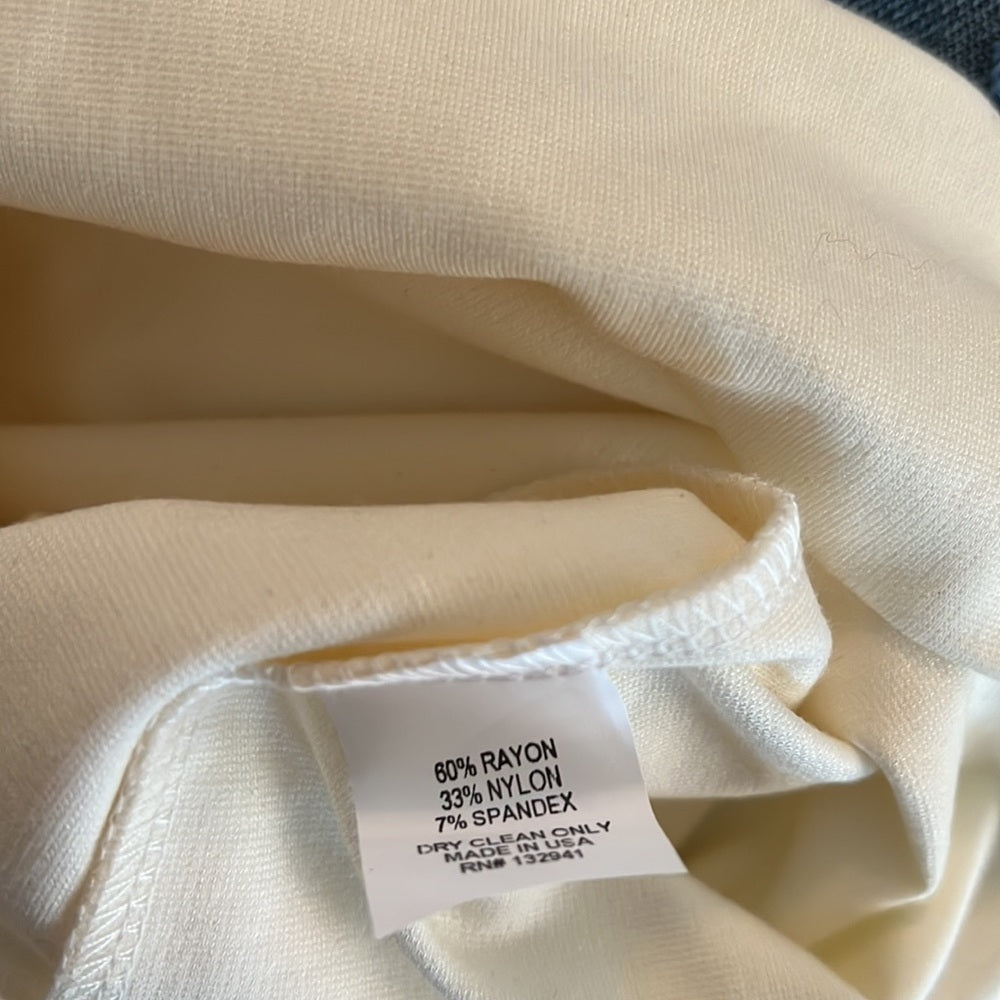 60% RAYON
33% NYLON
7% SPANDEX
DRY CLEAN ONLY
MADE IN USA
RN# 132941